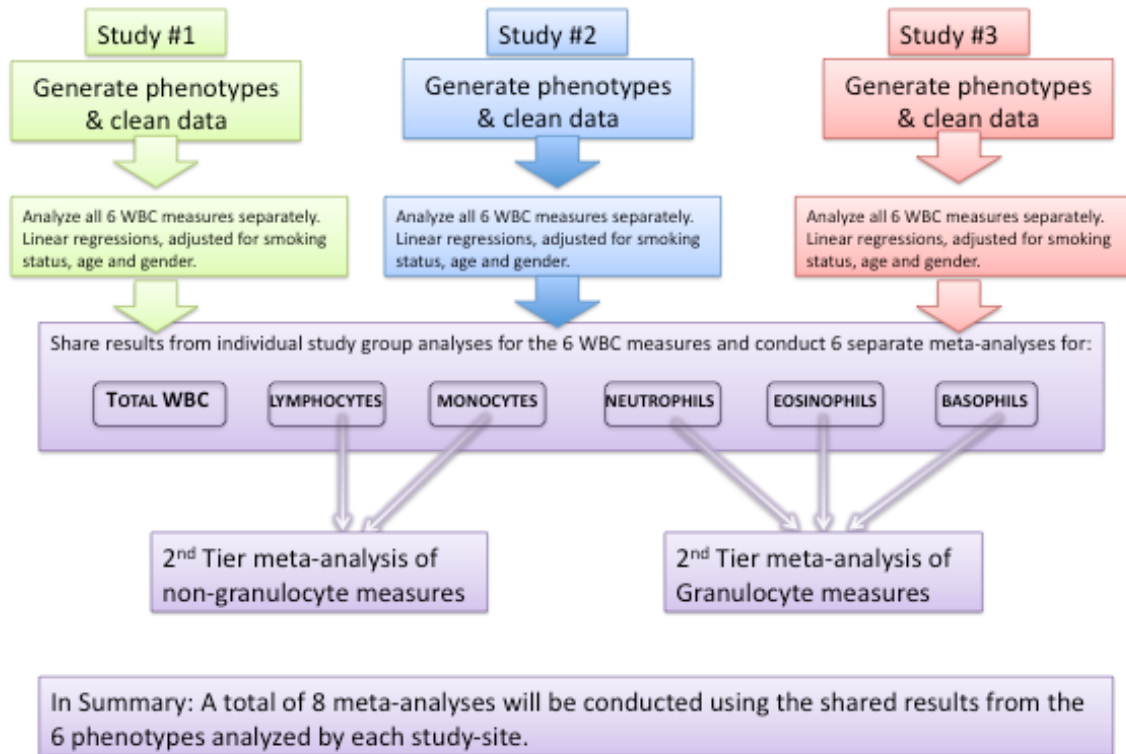 Study #1
Generate phenotypes
& clean data
Study #2
Generate phenotypes
& clean data
Study #3
Generate phenotypes
& clean data
Analyze all 6 WBC measures separately.
Linear regressions, adjusted for smoking
status, age and gender.
Analyze all 6 WBC measures separately.
Linear regressions, adjusted for smoking
status, age and gender.
Analyze all 6 WBC measures separately.
Linear regressions, adjusted for smoking
status, age and gender.
Share results from individual study group analyses for the 6 WBC measures and conduct 6 separate meta-analyses for:
TOTAL WBC
LYMPHOCYTES
MONOCYTES
NEUTROPHILS
EOSINOPHILS
BASOPHILS
2nd Tier meta-analysis of
non-granulocyte measures
2nd Tier meta-analysis of
Granulocyte measures
In Summary: A total of 8 meta-analyses will be conducted using the shared results from the
6 phenotypes analyzed by each study-site.